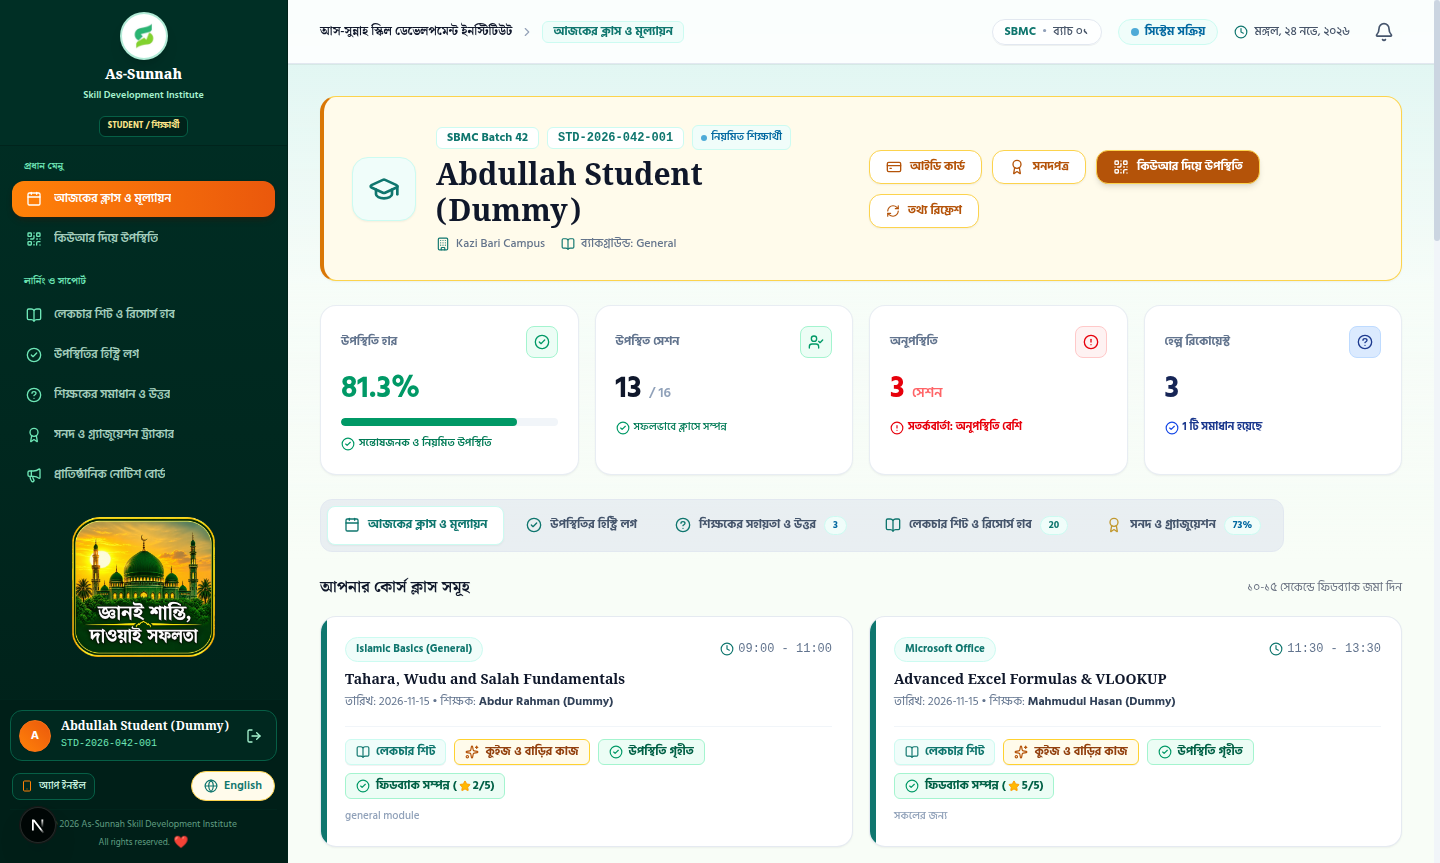 As-Sunnah
Skill Development Institute
STUDENT / শিক্ষার্থী
প্রধান মেনু
আজকের ক্লাস ও মূল্যায়ন
কিউআর দিয়ে উপস্থিতি
লার্নিং ও সাপোর্ট
লেকচার শিট ও রিসোর্স হাব
উপস্থিতির হিস্ট্রি লগ
শিক্ষকের সমাধান ও উত্তর
সনদ ও গ্র্যাজুয়েশন ট্র্যাকার
প্রাতিষ্ঠানিক নোটিশ বোর্ড
জ্ঞানই শান্তি,
দাওয়াই সফলতা
A
Abdullah Student (Dummy)
STD-2026-042-001
অ্যাপ ইনস্টল
English
N
2026 As-Sunnah Skill Development Institute
All rights reserved.
আস-সুন্নাহ স্কিল ডেভেলপমেন্ট ইনস্টিটিউট
আজকের ক্লাস ও মূল্যায়ন
SBMC • ব্যাচ ০১
সিস্টেম সক্রিয়
মঙ্গল, ২৪ নভে, ২০২৬
SBMC Batch 42
STD-2026-042-001
নিয়মিত শিক্ষার্থী
Abdullah Student
(Dummy)
Kazi Bari Campus
ব্যাকগ্রাউন্ড: General
আইডি কার্ড
সনদপত্র
কিউআর দিয়ে উপস্থিতি
তথ্য রিফ্রেশ
উপস্থিতি হার
81.3%
সন্তোষজনক ও নিয়মিত উপস্থিতি
উপস্থিত সেশন
13 / 16
সফলভাবে ক্লাসে সম্পন্ন
অনুপস্থিতি
3 সেশন
সতর্কবার্তা: অনুপস্থিতি বেশি
হেল্প রিকোয়েস্ট
3
1 টি সমাধান হয়েছে
আজকের ক্লাস ও মূল্যায়ন
উপস্থিতির হিস্ট্রি লগ
শিক্ষকের সহায়তা ও উত্তর 3
লেকচার শিট ও রিসোর্স হাব 20
সনদ ও গ্র্যাজুয়েশন 73%
আপনার কোর্স ক্লাস সমূহ
১০-১৫ সেকেন্ডে ফিডব্যাক জমা দিন
Islamic Basics (General)
09:00 - 11:00
Tahara, Wudu and Salah Fundamentals
তারিখ: 2026-11-15 • শিক্ষক: Abdur Rahman (Dummy)
লেকচার শিট
কুইজ ও বাড়ির কাজ
উপস্থিতি গৃহীত
ফিডব্যাক সম্পন্ন (⭐2/5)
general module
Microsoft Office
11:30 - 13:30
Advanced Excel Formulas & VLOOKUP
তারিখ: 2026-11-15 • শিক্ষক: Mahmudul Hasan (Dummy)
লেকচার শিট
কুইজ ও বাড়ির কাজ
উপস্থিতি গৃহীত
ফিডব্যাক সম্পন্ন (⭐5/5)
সকলের জন্য